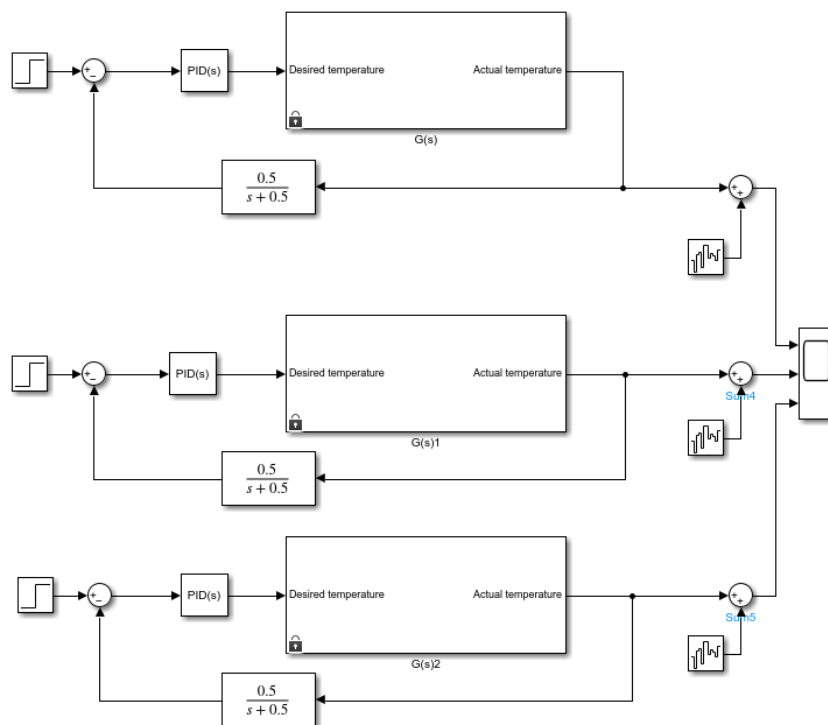 +
−
PID(s)
Desired temperature
Actual temperature
G(s)
0.5
s + 0.5
+
+
+
−
PID(s)
Desired temperature
Actual temperature
G(s)1
+
+
Sum4
0.5
s + 0.5
+
−
PID(s)
Desired temperature
Actual temperature
G(s)2
+
+
Sum5
0.5
s + 0.5